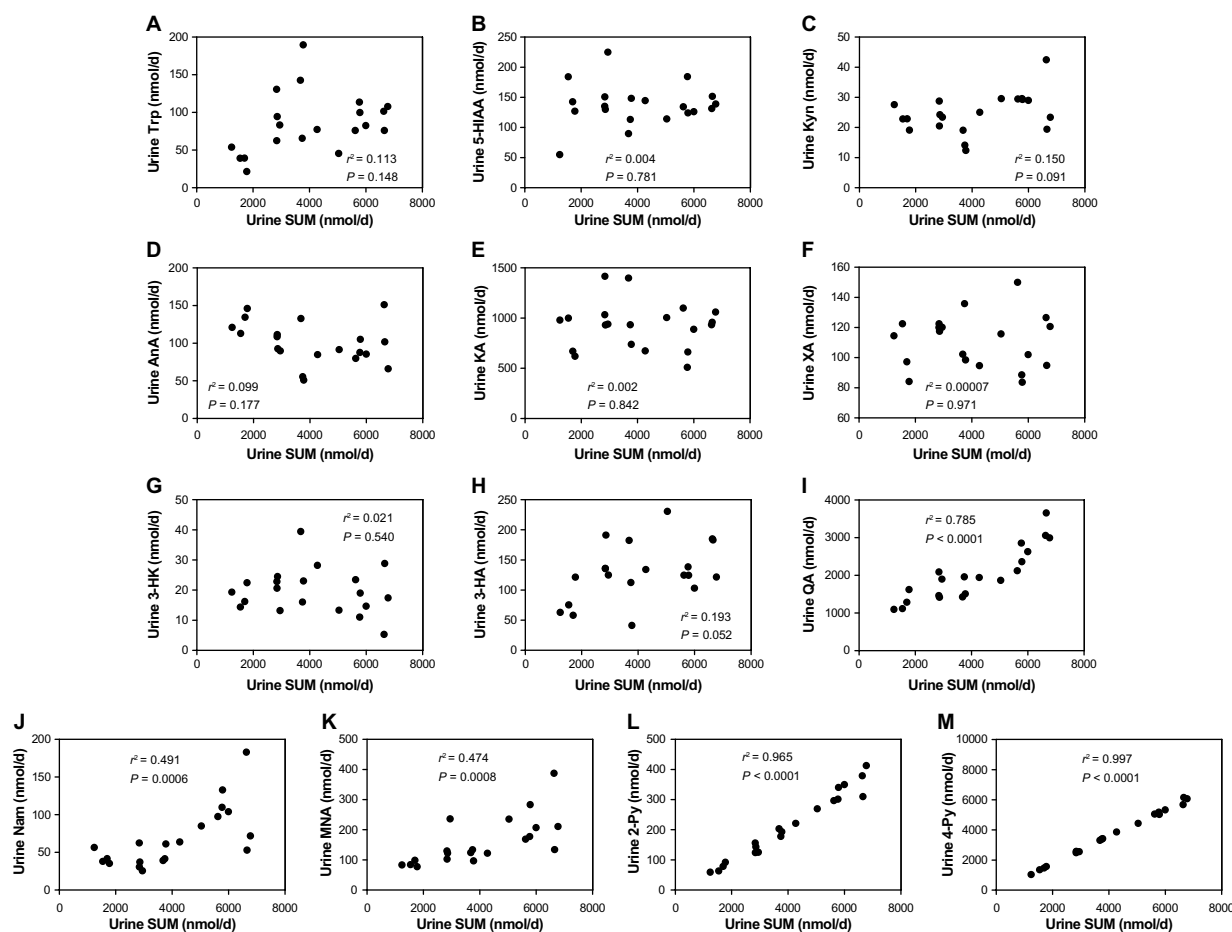 A
200
150
100
50
0
Urine Trp (nmol/d)
r² = 0.113
P = 0.148
0 2000 4000 6000 8000
Urine SUM (nmol/d)
B
250
200
150
100
50
0
Urine 5-HIAA (nmol/d)
r² = 0.004
P = 0.781
0 2000 4000 6000 8000
Urine SUM (nmol/d)
C
50
40
30
20
10
0
Urine Kyn (nmol/d)
r² = 0.150
P = 0.091
0 2000 4000 6000 8000
Urine SUM (nmol/d)
D
200
150
100
50
0
Urine AnA (nmol/d)
r² = 0.099
P = 0.177
0 2000 4000 6000 8000
Urine SUM (nmol/d)
E
1500
1000
500
0
Urine KA (nmol/d)
r² = 0.002
P = 0.842
0 2000 4000 6000 8000
Urine SUM (nmol/d)
F
160
140
120
100
80
60
Urine XA (nmol/d)
r² = 0.00007
P = 0.971
0 2000 4000 6000 8000
Urine SUM (mol/d)
G
50
40
30
20
10
0
Urine 3-HK (nmol/d)
r² = 0.021
P = 0.540
0 2000 4000 6000 8000
Urine SUM (nmol/d)
H
250
200
150
100
50
0
Urine 3-HA (nmol/d)
r² = 0.193
P = 0.052
0 2000 4000 6000 8000
Urine SUM (nmol/d)
I
4000
3000
2000
1000
0
Urine QA (nmol/d)
r² = 0.785
P < 0.0001
0 2000 4000 6000 8000
Urine SUM (nmol/d)
J
200
150
100
50
0
Urine Nam (nmol/d)
r² = 0.491
P = 0.0006
0 2000 4000 6000 8000
Urine SUM (nmol/d)
K
500
400
300
200
100
0
Urine MNA (nmol/d)
r² = 0.474
P = 0.0008
0 2000 4000 6000 8000
Urine SUM (nmol/d)
L
500
400
300
200
100
0
Urine 2-Py (nmol/d)
r² = 0.965
P < 0.0001
0 2000 4000 6000 8000
Urine SUM (nmol/d)
M
10000
8000
6000
4000
2000
0
Urine 4-Py (nmol/d)
r² = 0.997
P < 0.0001
0 2000 4000 6000 8000
Urine SUM (nmol/d)